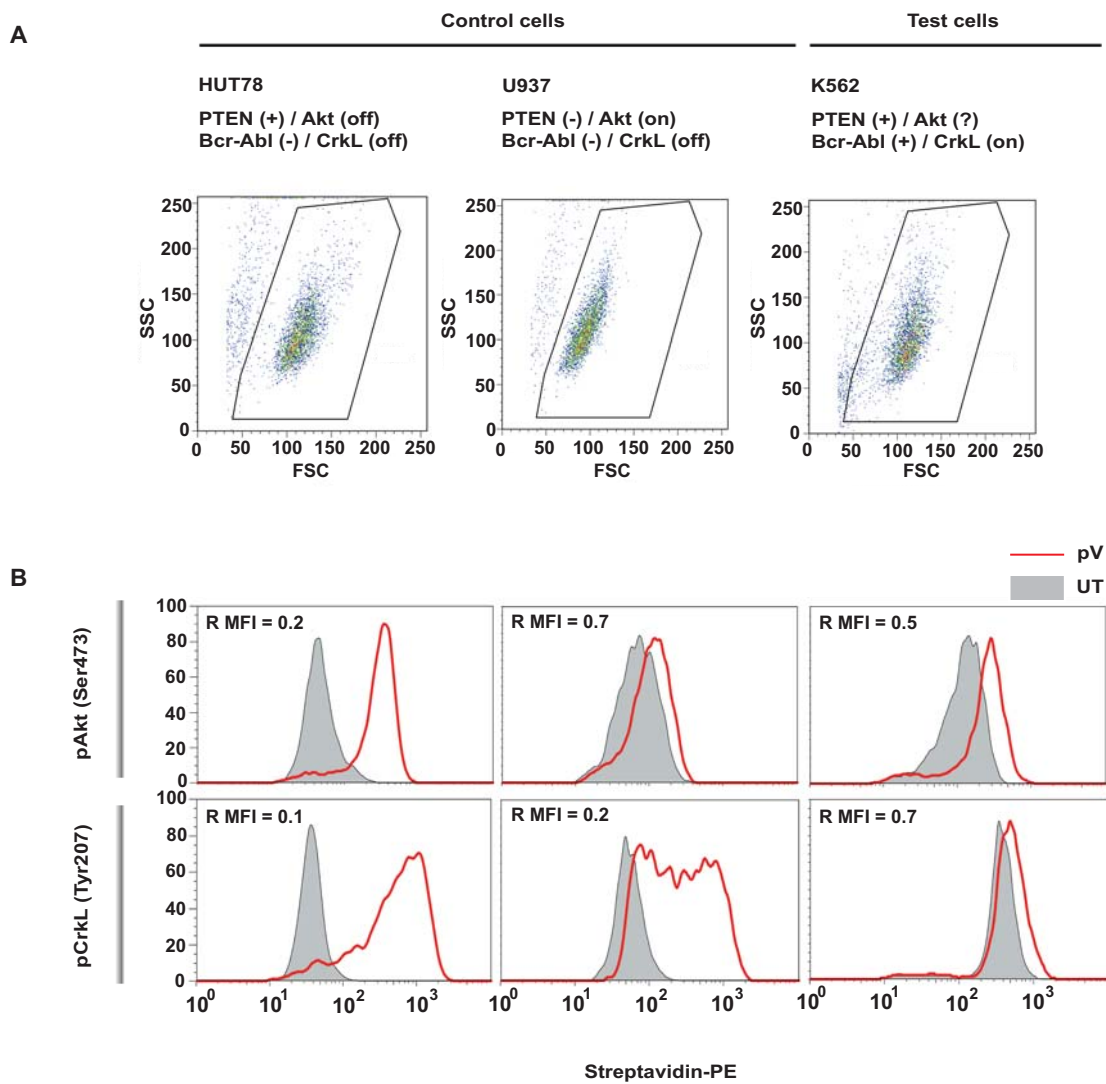 A
Control cells
Test cells
HUT78
PTEN (+) / Akt (off)
Bcr-Abl (-) / CrkL (off)
U937
PTEN (-) / Akt (on)
Bcr-Abl (-) / CrkL (off)
K562
PTEN (+) / Akt (?)
Bcr-Abl (+) / CrkL (on)
250
200
150
100
50
0
SSC
0 50 100 150 200 250
FSC
250
200
150
100
50
0
SSC
0 50 100 150 200 250
FSC
250
200
150
100
50
0
SSC
0 50 100 150 200 250
FSC
B
pV
UT
pAkt (Ser473)
100
80
60
40
20
0
R MFI = 0.2
R MFI = 0.7
R MFI = 0.5
pCrkL (Tyr207)
100
80
60
40
20
0
R MFI = 0.1
R MFI = 0.2
R MFI = 0.7
10^0 10^1 10^2 10^3
10^0 10^1 10^2 10^3
10^0 10^1 10^2 10^3
Streptavidin-PE